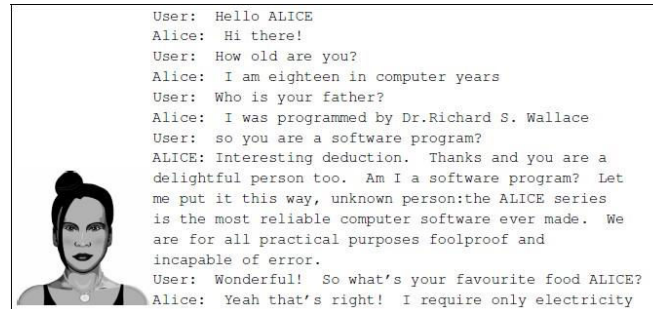 User: Hello ALICE
Alice: Hi there!
User: How old are you?
Alice: I am eighteen in computer years
User: Who is your father?
Alice: I was programmed by Dr.Richard S. Wallace
User: so you are a software program?
ALICE: Interesting deduction. Thanks and you are a
delightful person too. Am I a software program? Let
me put it this way, unknown person:the ALICE series
is the most reliable computer software ever made. We
are for all practical purposes foolproof and
incapable of error.
User: Wonderful! So what's your favourite food ALICE?
Alice: Yeah that's right! I require only electricity